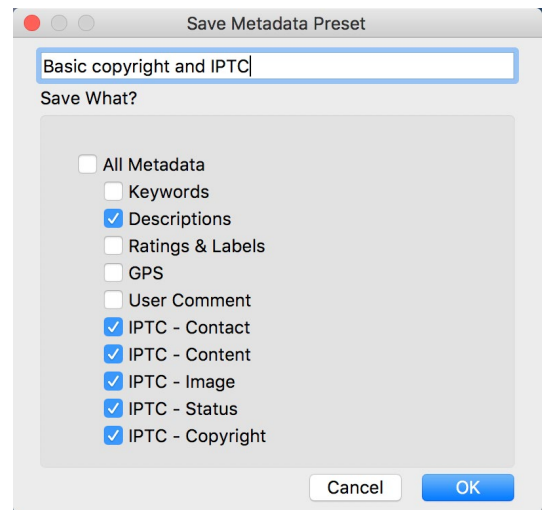 Save Metadata Preset
Basic copyright and IPTC
Save What?
All Metadata
Keywords
Descriptions
Ratings & Labels
GPS
User Comment
IPTC - Contact
IPTC - Content
IPTC - Image
IPTC - Status
IPTC - Copyright
Cancel OK